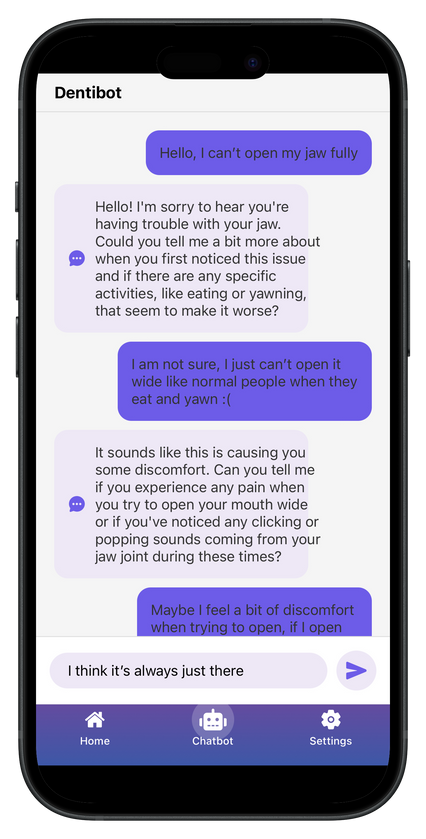 Dentibot
Hello, I can’t open my jaw fully
Hello! I'm sorry to hear you're
having trouble with your jaw.
Could you tell me a bit more about
when you first noticed this issue
and if there are any specific
activities, like eating or yawning,
that seem to make it worse?
I am not sure, I just can’t open it
wide like normal people when they
eat and yawn :(
It sounds like this is causing you
some discomfort. Can you tell me
if you experience any pain when
you try to open your mouth wide
or if you've noticed any clicking or
popping sounds coming from your
jaw joint during these times?
Maybe I feel a bit of discomfort
when trying to open, if I open
I think it’s always just there
Home
Chatbot
Settings